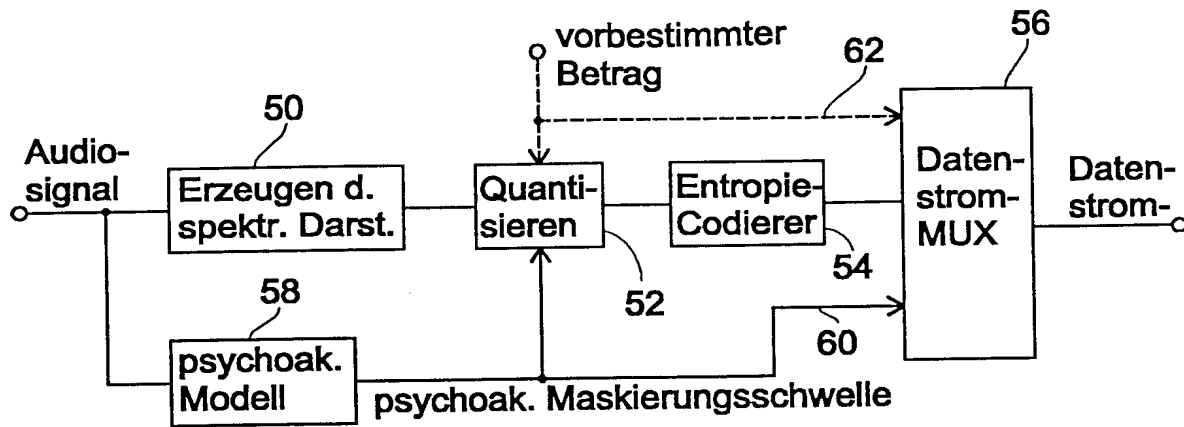 vorbestimmter
Betrag
56
62
50
Audio-
signal
Erzeugen d.
spektr. Darst.
Quanti-
sieren
Entropie-
Codierer
Daten-
strom-
MUX
Daten-
strom-
52
54
58
60
psychoak.
Modell
psychoak. Maskierungsschwelle